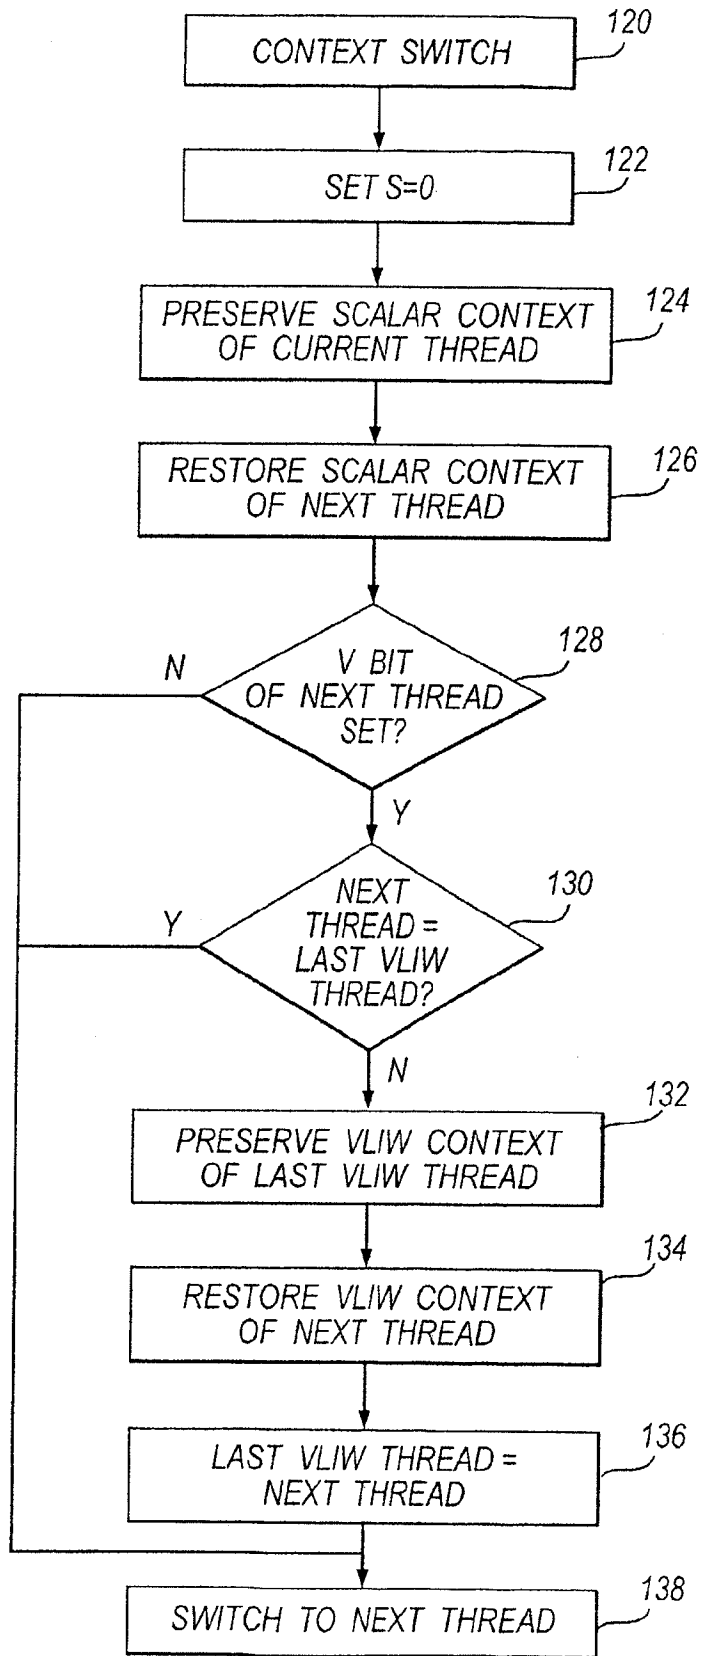 CONTEXT SWITCH
120
SET S=0
122
PRESERVE SCALAR CONTEXT
OF CURRENT THREAD
124
RESTORE SCALAR CONTEXT
OF NEXT THREAD
126
V BIT
OF NEXT THREAD
SET?
128
N
Y
NEXT
THREAD =
LAST VLIW
THREAD?
130
Y
N
PRESERVE VLIW CONTEXT
OF LAST VLIW THREAD
132
RESTORE VLIW CONTEXT
OF NEXT THREAD
134
LAST VLIW THREAD =
NEXT THREAD
136
SWITCH TO NEXT THREAD
138